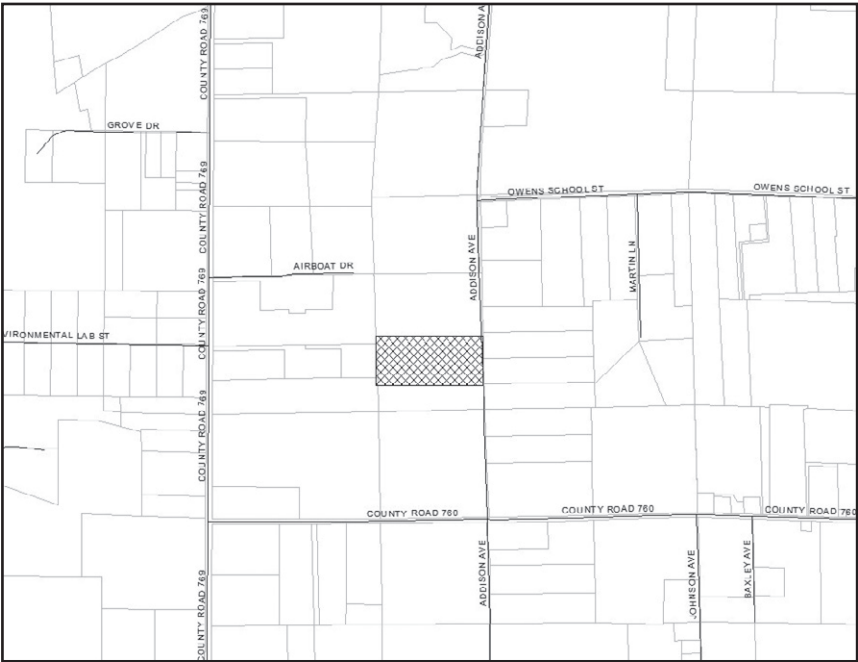 COUNTY ROAD 769
ADDISON A
GROVE DR
COUNTY ROAD 769
OWENS SCHOOL ST
OWENS SCHOOL ST
ADDISON AVE
MARTIN LN
AIRBOAT DR
COUNTY ROAD 769
VIRONMENTAL LAB ST
COUNTY ROAD 769
COUNTY ROAD 760
COUNTY ROAD 760
COUNTY ROAD 760
ADDISON AVE
JOHNSON AVE
BAXLEY AVE
COUNTY ROAD 769